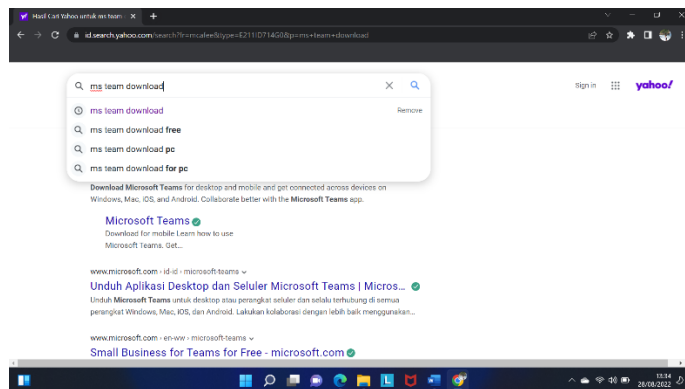 Hasil Cari Yahoo untuk ms team
id.search.yahoo.com/search?fr=mcafee&type=E211ID714G0&p=ms+team+download
ms team download
Sign in
yahoo!
ms team download
Remove
ms team download free
ms team download pc
ms team download for pc
Download Microsoft Teams for desktop and mobile and get connected across devices on
Windows, Mac, iOS, and Android. Collaborate better with the Microsoft Teams app.
Microsoft Teams
Download for mobile Learn how to use
Microsoft Teams. Get...
www.microsoft.com › id-id › microsoft-teams
Unduh Aplikasi Desktop dan Seluler Microsoft Teams | Micros...
Unduh Microsoft Teams untuk desktop atau perangkat seluler dan selalu terhubung di semua
perangkat Windows, Mac, iOS, dan Android. Lakukan kolaborasi dengan lebih baik menggunakan...
www.microsoft.com › en-ww › microsoft-teams
Small Business for Teams for Free - microsoft.com
13:34
28/08/2022